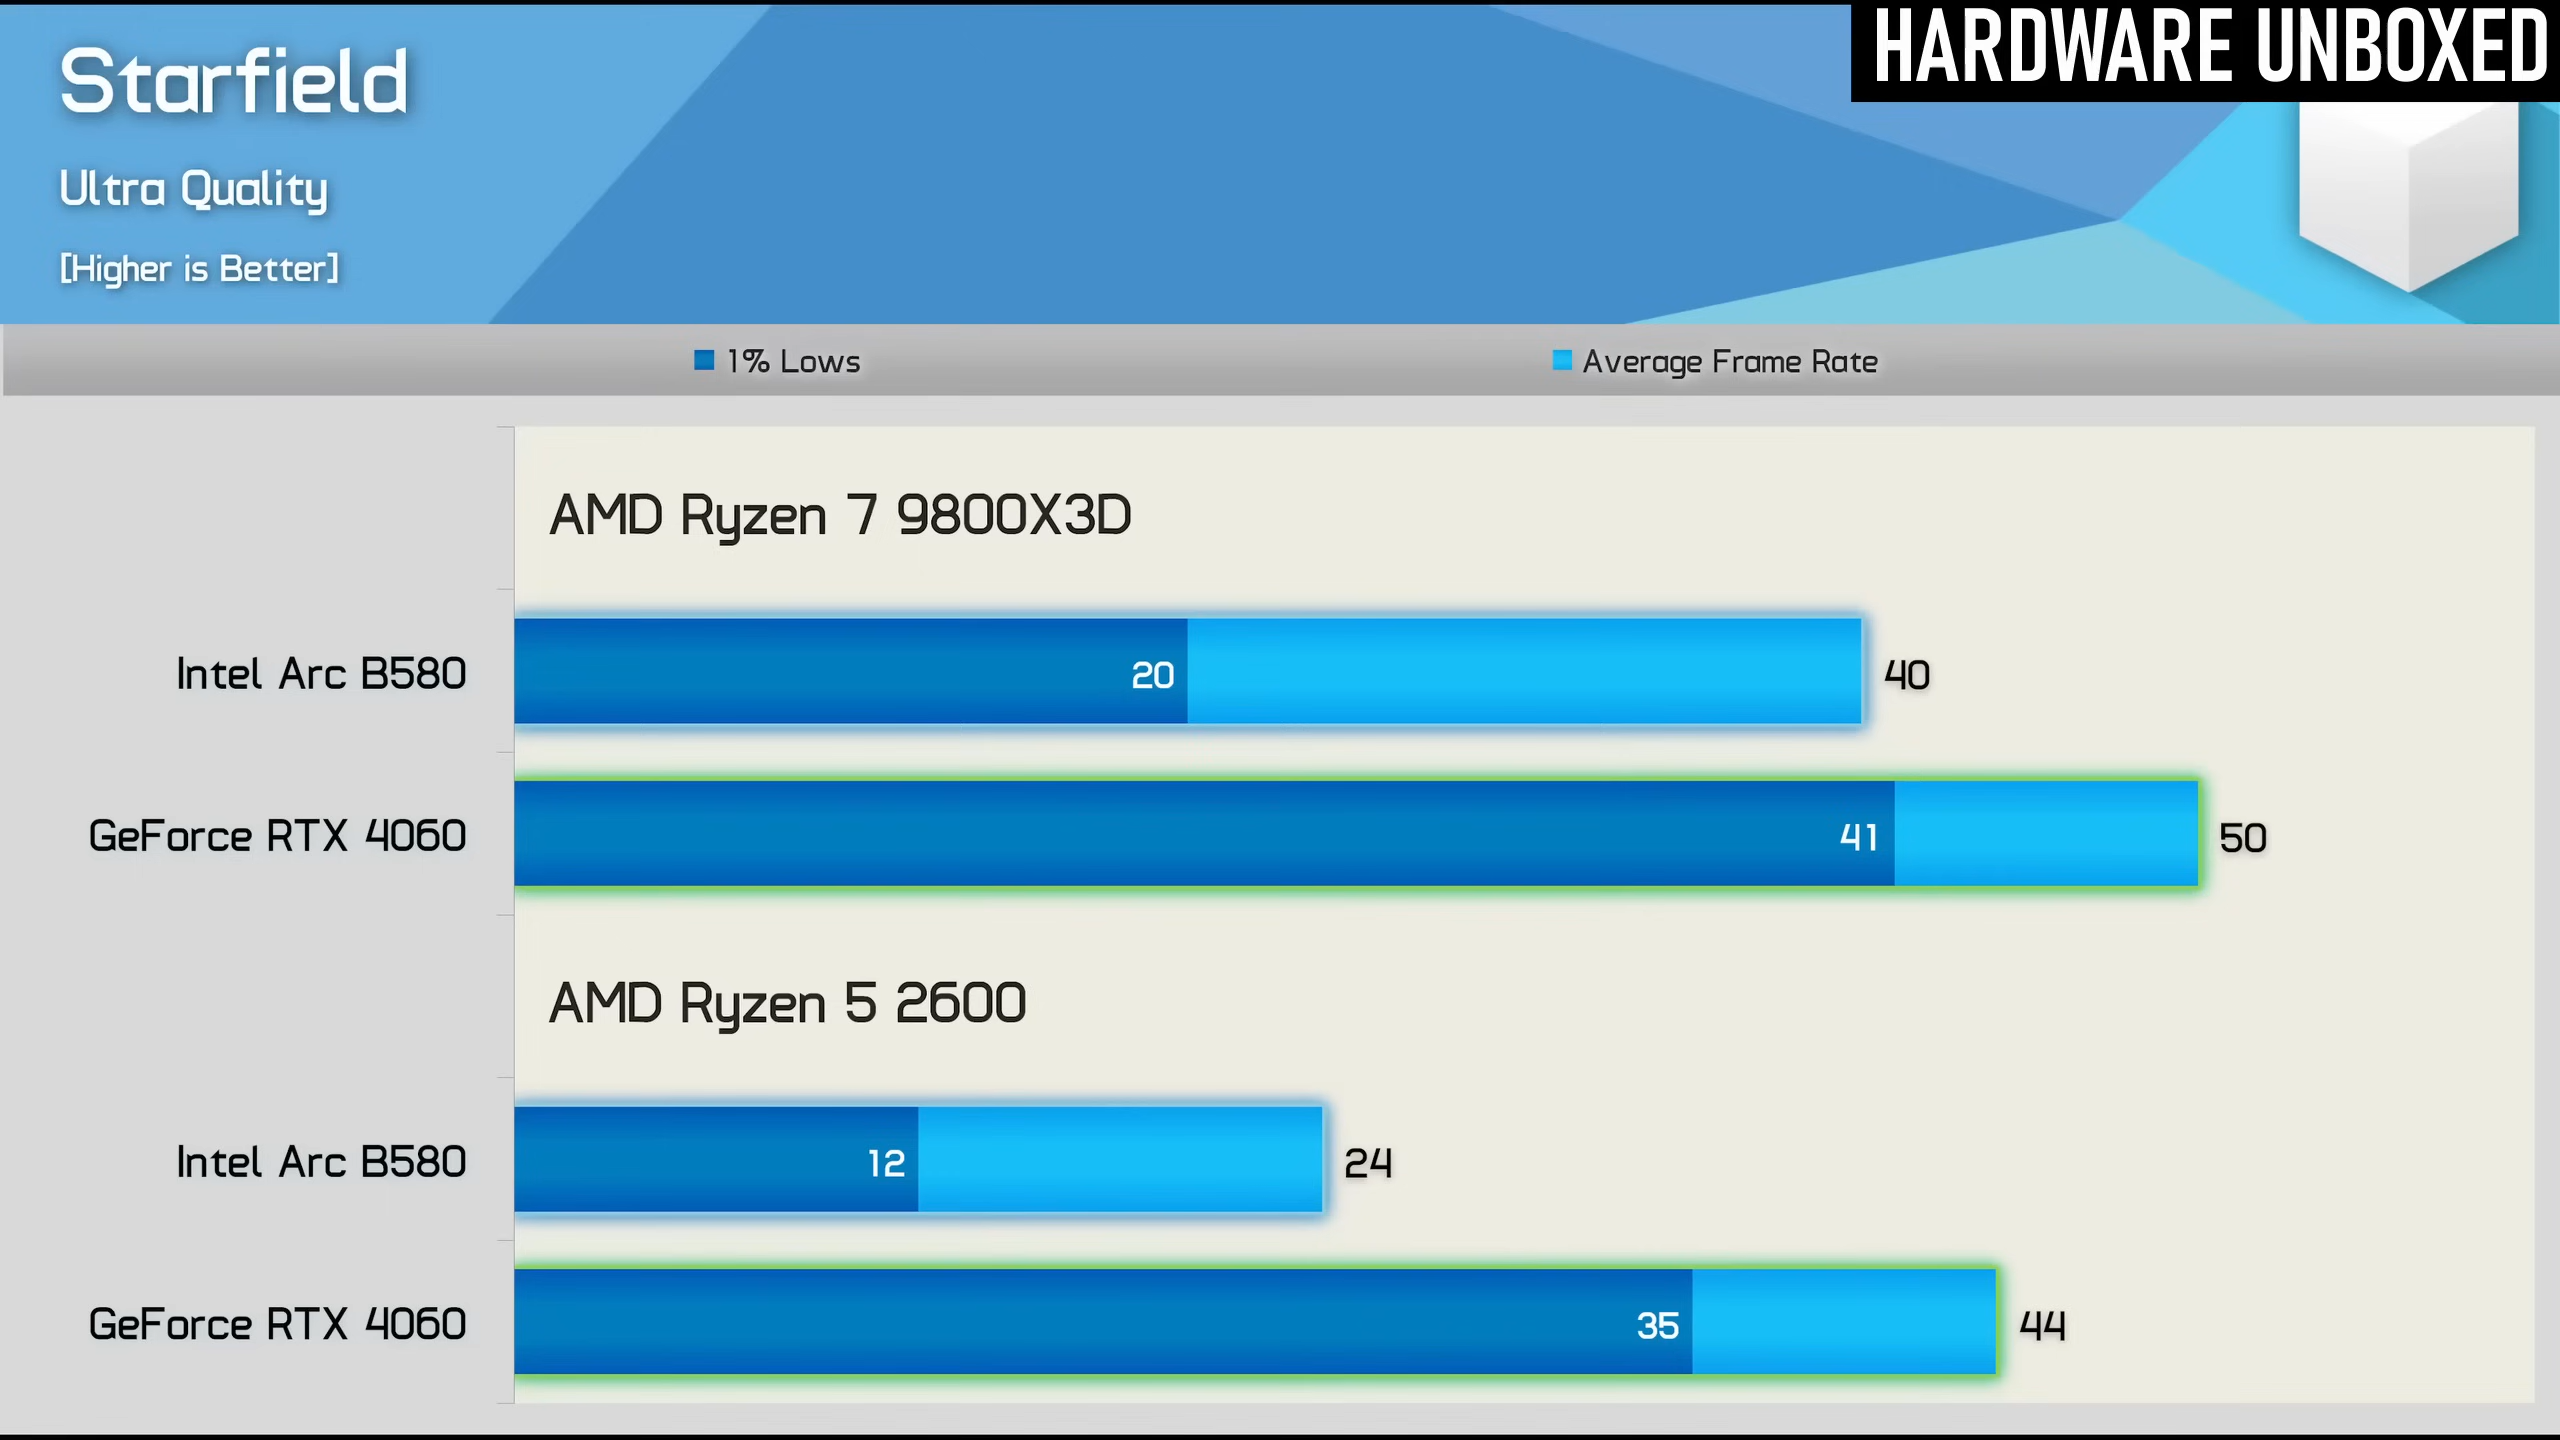 HARDWARE UNBOXED
Starfield
Ultra Quality
[Higher is Better]
1% Lows
Average Frame Rate
AMD Ryzen 7 9800X3D
Intel Arc B580
20
40
GeForce RTX 4060
41
50
AMD Ryzen 5 2600
Intel Arc B580
12
24
GeForce RTX 4060
35
44